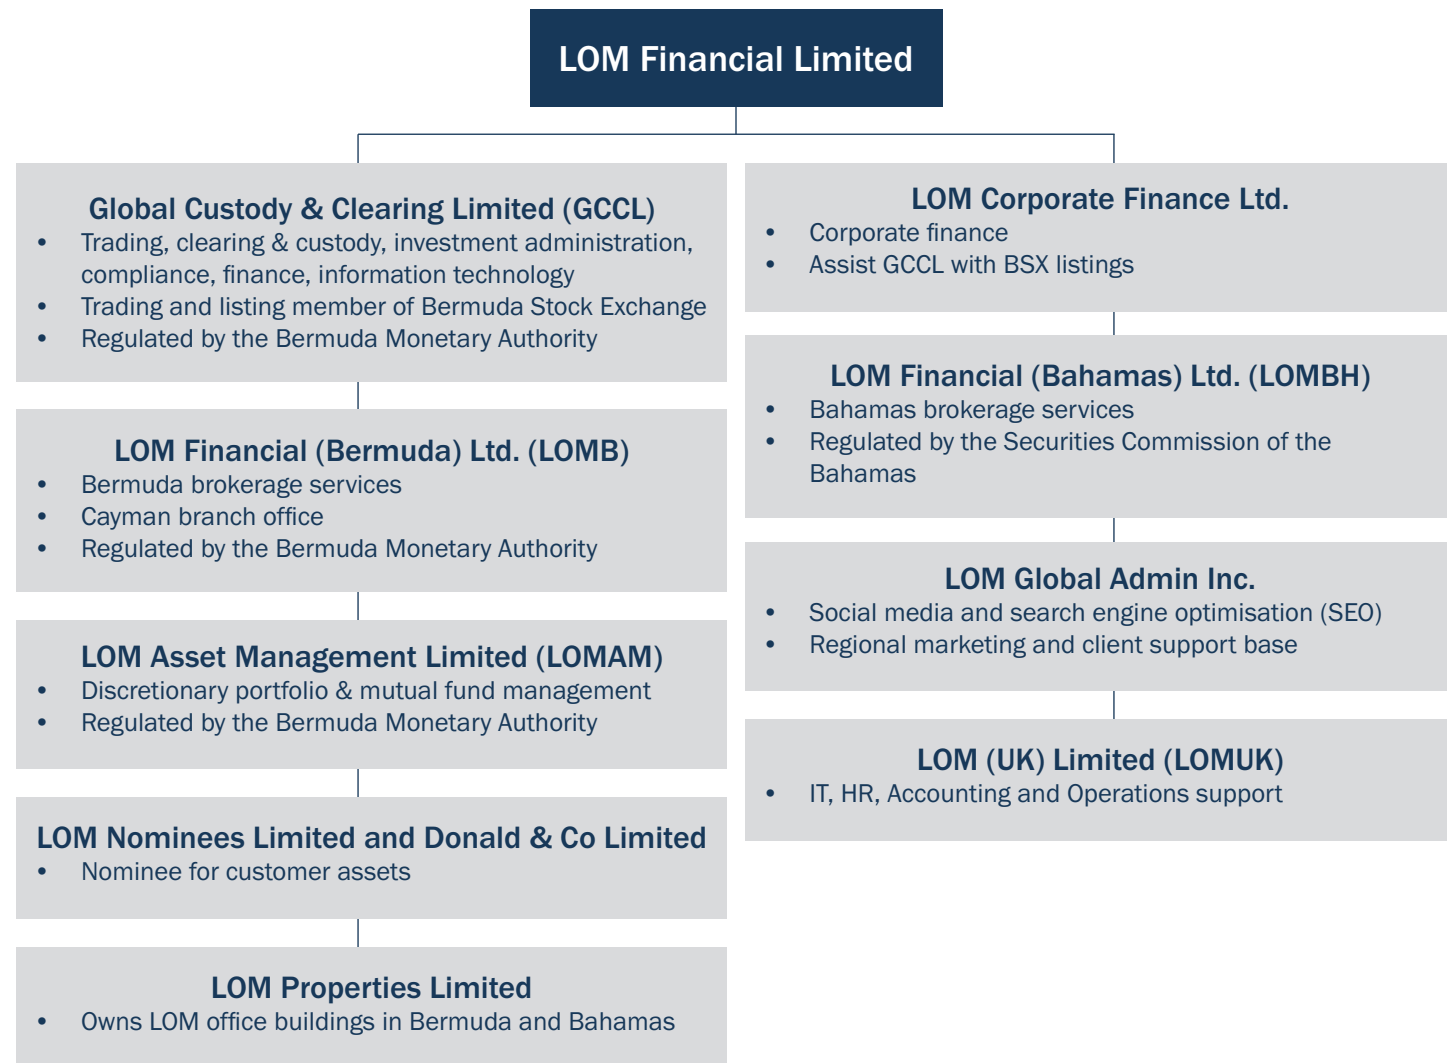 LOM Financial Limited
Global Custody & Clearing Limited (GCCL)
• Trading, clearing & custody, investment administration,
compliance, finance, information technology
• Trading and listing member of Bermuda Stock Exchange
• Regulated by the Bermuda Monetary Authority
LOM Financial (Bermuda) Ltd. (LOMB)
• Bermuda brokerage services
• Cayman branch office
• Regulated by the Bermuda Monetary Authority
LOM Asset Management Limited (LOMAM)
• Discretionary portfolio & mutual fund management
• Regulated by the Bermuda Monetary Authority
LOM Nominees Limited and Donald & Co Limited
• Nominee for customer assets
LOM Properties Limited
• Owns LOM office buildings in Bermuda and Bahamas
LOM Corporate Finance Ltd.
• Corporate finance
• Assist GCCL with BSX listings
LOM Financial (Bahamas) Ltd. (LOMBH)
• Bahamas brokerage services
• Regulated by the Securities Commission of the
Bahamas
LOM Global Admin Inc.
• Social media and search engine optimisation (SEO)
• Regional marketing and client support base
LOM (UK) Limited (LOMUK)
• IT, HR, Accounting and Operations support